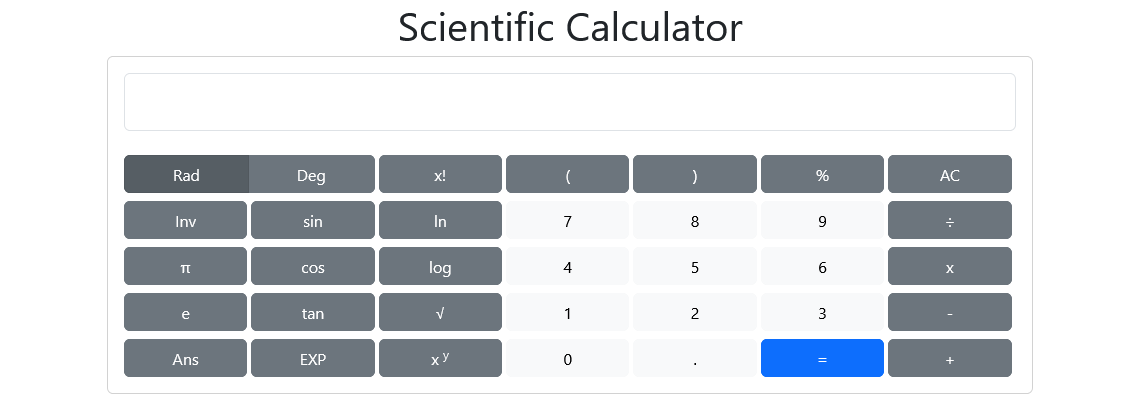 Scientific Calculator
Rad Deg x! ( ) % AC
Inv sin ln 7 8 9 ÷
π cos log 4 5 6 x
e tan √ 1 2 3 -
Ans EXP x y 0 . = +